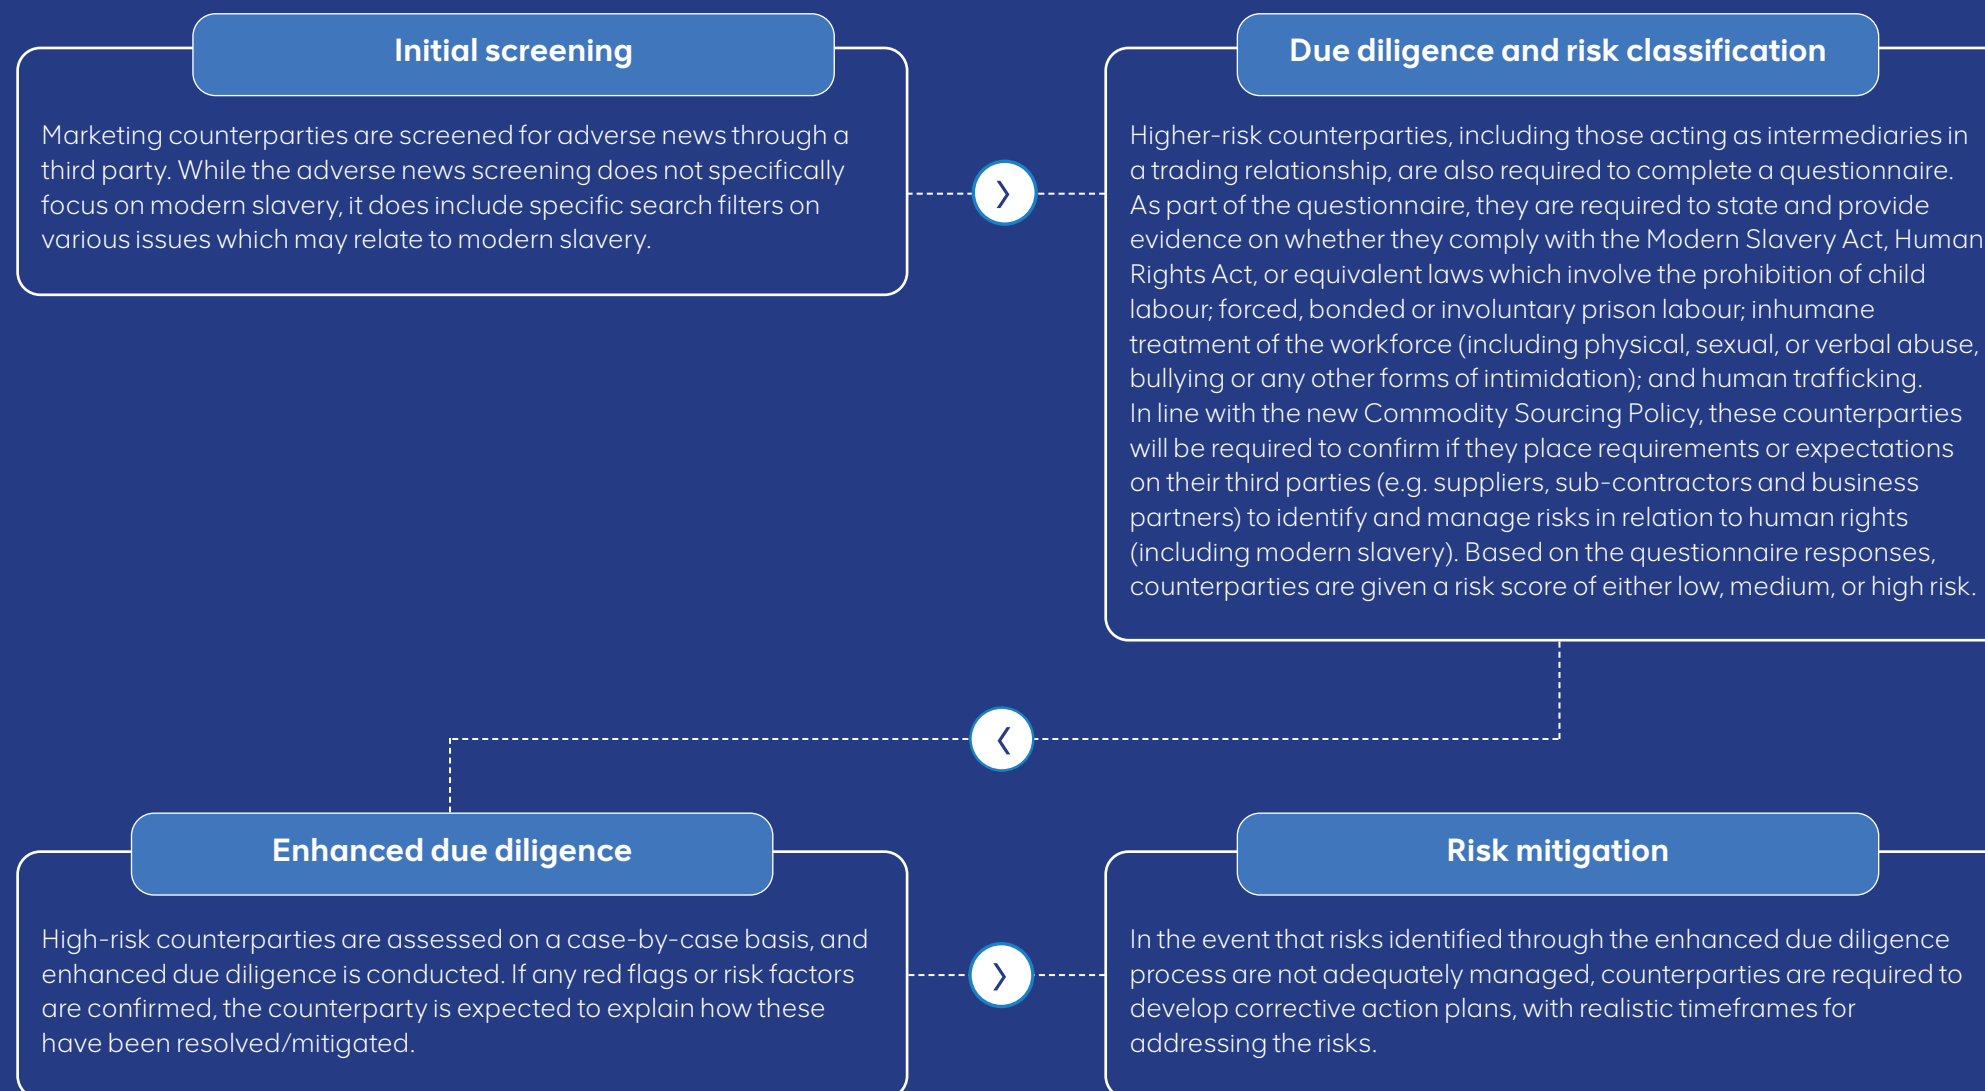 Initial screening
Marketing counterparties are screened for adverse news through a
third party. While the adverse news screening does not specifically
focus on modern slavery, it does include specific search filters on
various issues which may relate to modern slavery.
Due diligence and risk classification
Higher-risk counterparties, including those acting as intermediaries in
a trading relationship, are also required to complete a questionnaire.
As part of the questionnaire, they are required to state and provide
evidence on whether they comply with the Modern Slavery Act, Human
Rights Act, or equivalent laws which involve the prohibition of child
labour; forced, bonded or involuntary prison labour; inhumane
treatment of the workforce (including physical, sexual, or verbal abuse,
bullying or any other forms of intimidation); and human trafficking.
In line with the new Commodity Sourcing Policy, these counterparties
will be required to confirm if they place requirements or expectations
on their third parties (e.g. suppliers, sub-contractors and business
partners) to identify and manage risks in relation to human rights
(including modern slavery). Based on the questionnaire responses,
counterparties are given a risk score of either low, medium, or high risk.
Enhanced due diligence
High-risk counterparties are assessed on a case-by-case basis, and
enhanced due diligence is conducted. If any red flags or risk factors
are confirmed, the counterparty is expected to explain how these
have been resolved/mitigated.
Risk mitigation
In the event that risks identified through the enhanced due diligence
process are not adequately managed, counterparties are required to
develop corrective action plans, with realistic timeframes for
addressing the risks.